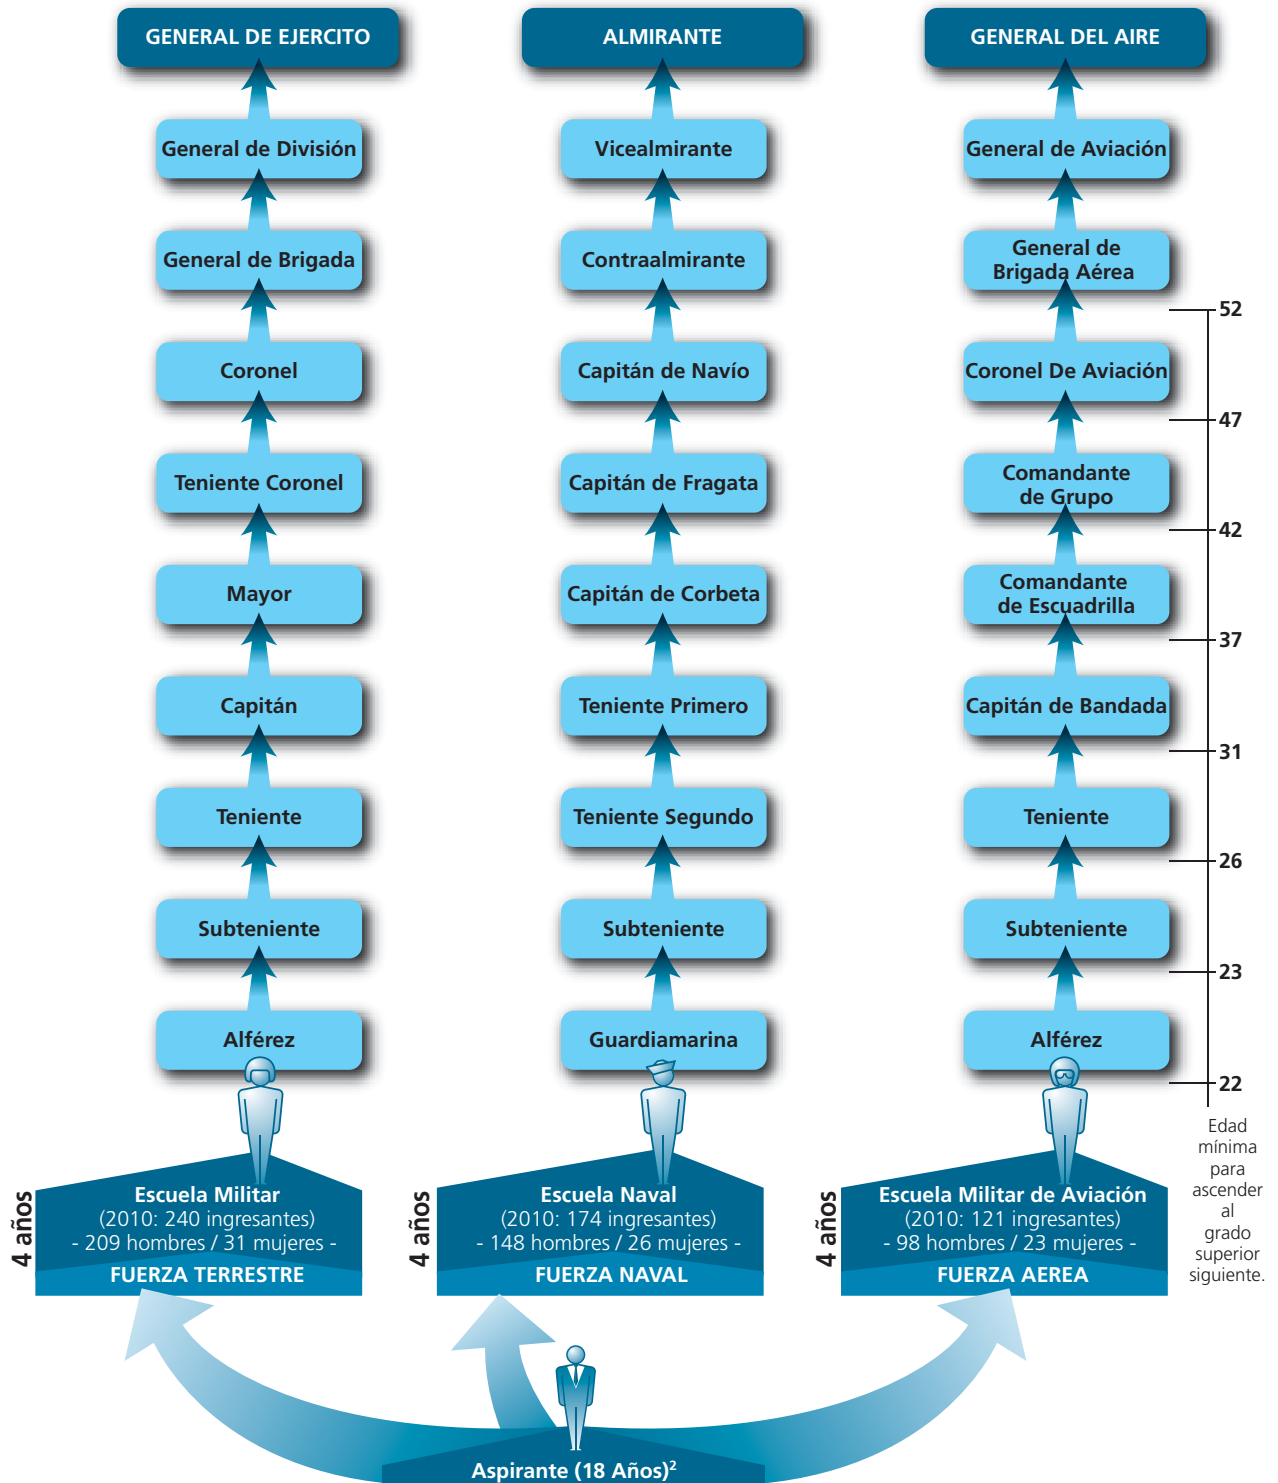 GENERAL DE EJERCITO
General de División
General de Brigada
Coronel
Teniente Coronel
Mayor
Capitán
Teniente
Subteniente
Alférez
4 años
Escuela Militar
(2010: 240 ingresantes)
- 209 hombres / 31 mujeres -
FUERZA TERRESTRE
ALMIRANTE
Vicealmirante
Contraalmirante
Capitán de Navío
Capitán de Fragata
Capitán de Corbeta
Teniente Primero
Teniente Segundo
Subteniente
Guardiamarina
4 años
Escuela Naval
(2010: 174 ingresantes)
- 148 hombres / 26 mujeres -
FUERZA NAVAL
GENERAL DEL AIRE
General de Aviación
General de
Brigada Aérea
Coronel De Aviación
Comandante
de Grupo
Comandante
de Escuadrilla
Capitán de Bandada
Teniente
Subteniente
Alférez
4 años
Escuela Militar de Aviación
(2010: 121 ingresantes)
- 98 hombres / 23 mujeres -
FUERZA AEREA
52
47
42
37
31
26
23
22
Edad
mínima
para
ascender
al
grado
superior
siguiente.
Aspirante (18 Años)²